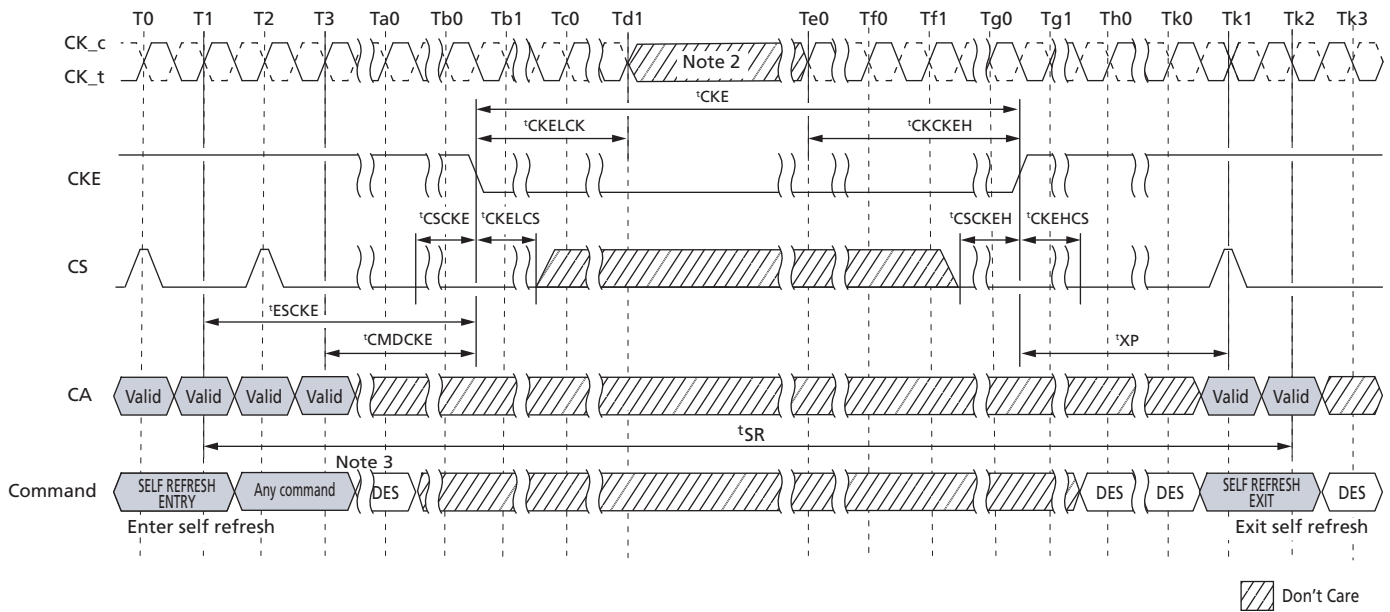 T0 T1 T2 T3 Ta0 Tb0 Tb1 Tc0 Td1 Te0 Tf0 Tf1 Tg0 Tg1 Th0 Tk0 Tk1 Tk2 Tk3
CK_c
CK_t
Note 2
tCKE
tCKELCK tCKCKEH
CKE
tCSCKE tCKELCS tCSCKEH tCKEHCS
CS
tESCKE
tCMDCKE tXP
CA Valid Valid Valid Valid Valid Valid
tSR
Note 3
Command SELF REFRESH ENTRY Any command DES DES DES SELF REFRESH EXIT DES
Enter self refresh Exit self refresh
Don't Care